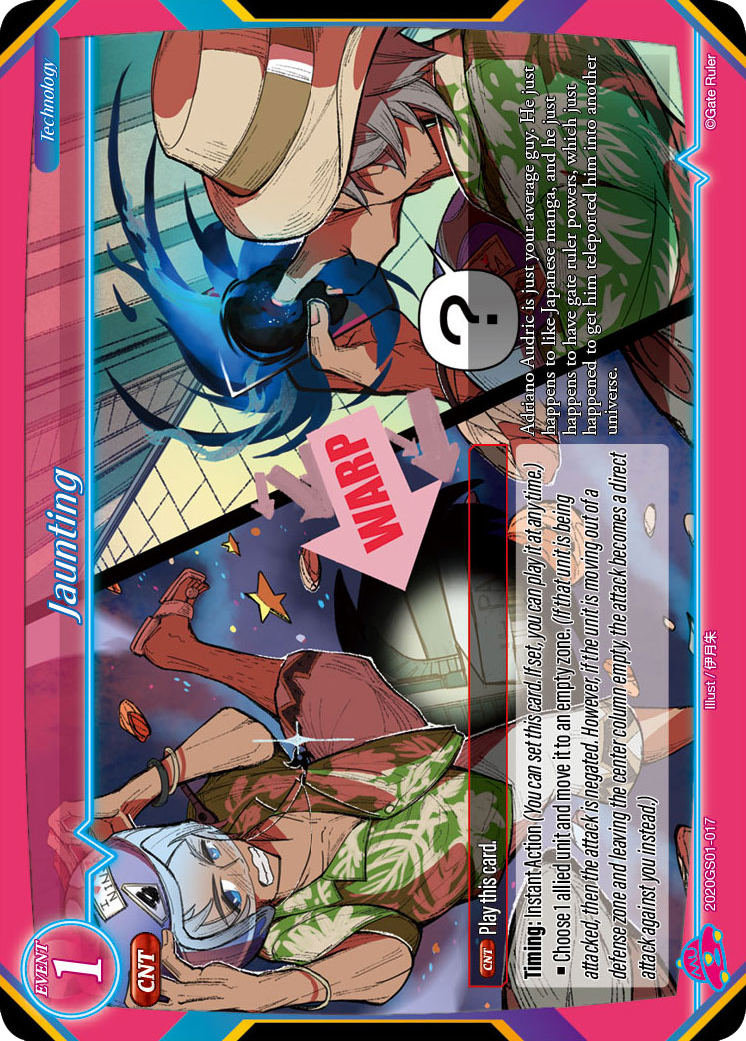 EVENT
1
Jaunting
Technology
CNT
NINI
WARP
?
CNT Play this card.
Timing: Instant Action (You can set this card. If set, you can play it at any time.)
▪ Choose 1 allied unit and move it to an empty zone. (If that unit is being
attacked, then the attack is negated. However, if the unit is moving out of a
defense zone and leaving the center column empty, the attack becomes a direct
attack against you instead.)
Adriano Audric is just your average guy. He just
happens to like Japanese manga, and he just
happens to have gate ruler powers, which just
happened to get him teleported him into another
universe.
2020GS01-017
Illust / 伊月朱
©Gate Ruler